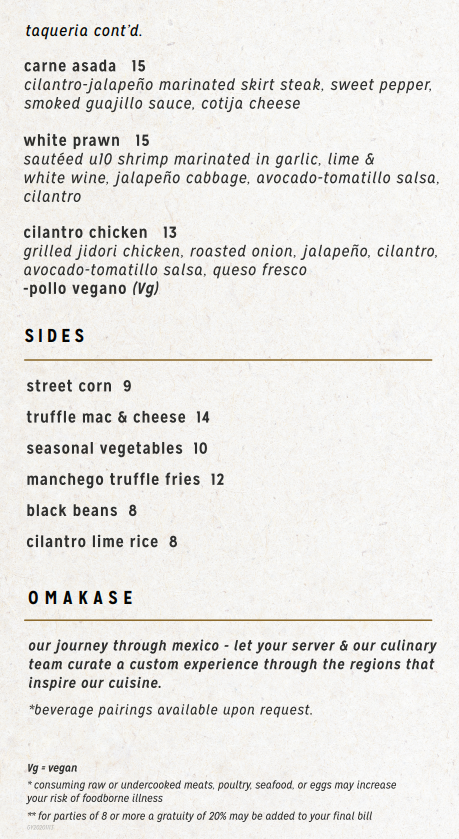 taqueria cont'd.
carne asada 15
cilantro-jalapeño marinated skirt steak, sweet pepper,
smoked guajillo sauce, cotija cheese
white prawn 15
sautéed u10 shrimp marinated in garlic, lime &
white wine, jalapeño cabbage, avocado-tomatillo salsa,
cilantro
cilantro chicken 13
grilled jidori chicken, roasted onion, jalapeño, cilantro,
avocado-tomatillo salsa, queso fresco
-pollo vegano (Vg)
SIDES
street corn 9
truffle mac & cheese 14
seasonal vegetables 10
manchego truffle fries 12
black beans 8
cilantro lime rice 8
OMAKASE
our journey through mexico - let your server & our culinary
team curate a custom experience through the regions that
inspire our cuisine.
*beverage pairings available upon request.
Vg = vegan
* consuming raw or undercooked meats, poultry, seafood, or eggs may increase
your risk of foodborne illness
** for parties of 8 or more a gratuity of 20% may be added to your final bill